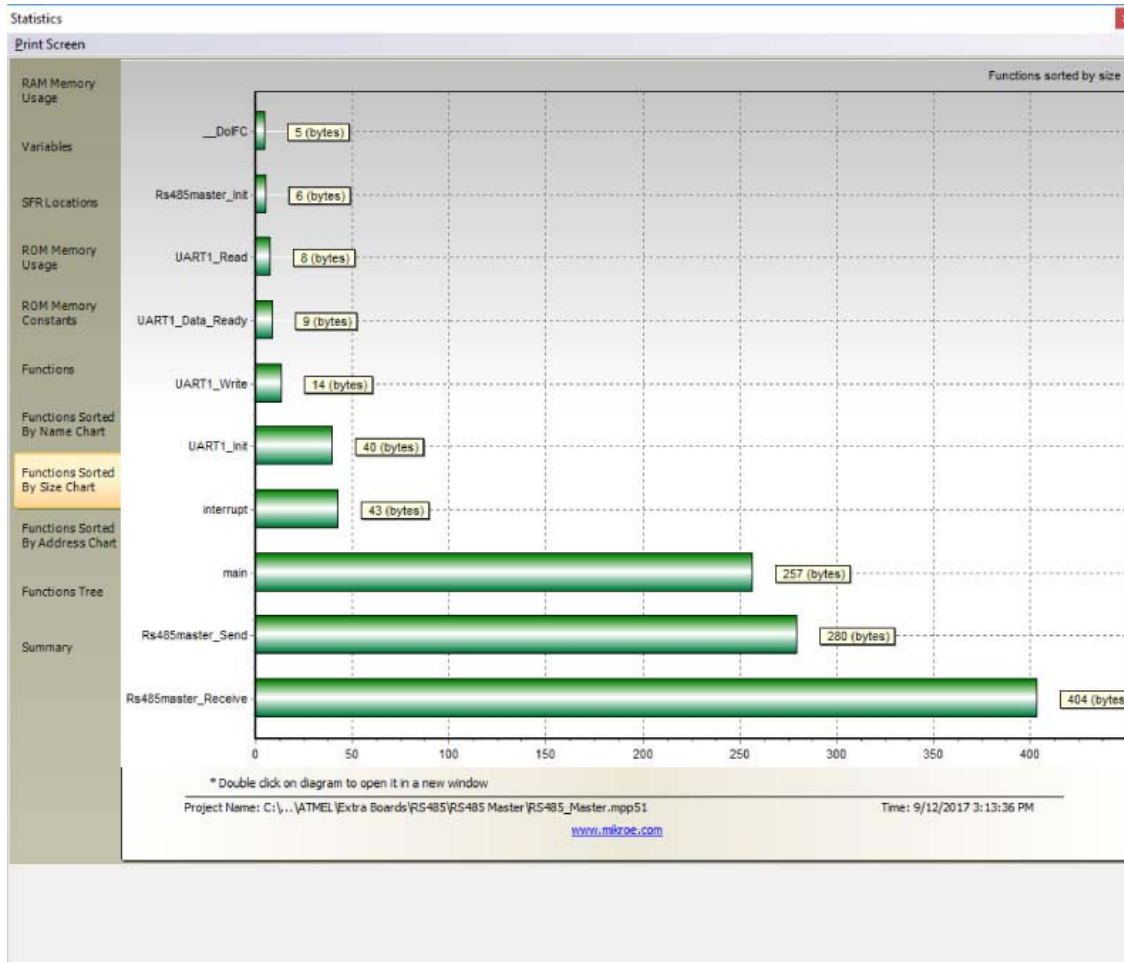 Statistics
Print Screen
RAM Memory
Usage
Variables
SFR Locations
ROM Memory
Usage
ROM Memory
Constants
Functions
Functions Sorted
By Name Chart
Functions Sorted
By Size Chart
Functions Sorted
By Address Chart
Functions Tree
Summary
Functions sorted by size
__DoIFC 5 (bytes)
Rs485master_Init 6 (bytes)
UART1_Read 8 (bytes)
UART1_Data_Ready 9 (bytes)
UART1_Write 14 (bytes)
UART1_Init 40 (bytes)
interrupt 43 (bytes)
main 257 (bytes)
Rs485master_Send 280 (bytes)
Rs485master_Receive 404 (bytes
0 50 100 150 200 250 300 350 400
* Double click on diagram to open it in a new window
Project Name: C:\...\ATMEL\Extra Boards\RS485\RS485 Master\RS485_Master.mpp51 Time: 9/12/2017 3:13:36 PM
www.mikroe.com